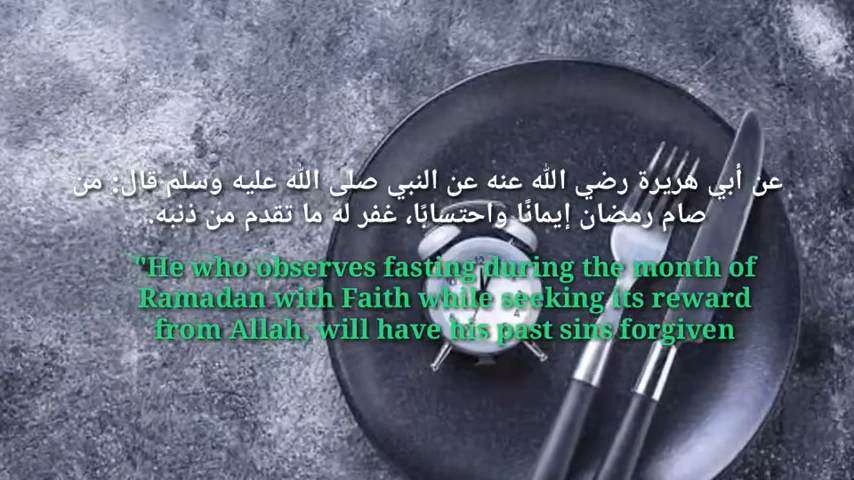 عن أبي هريرة رضي الله عنه عن النبي صلى الله عليه وسلم قال: من
صام رمضان إيمانًا واحتسابًا، غفر له ما تقدم من ذنبه.
"He who observes fasting during the month of
Ramadan with Faith while seeking its reward
from Allah, will have his past sins forgiven
12
4